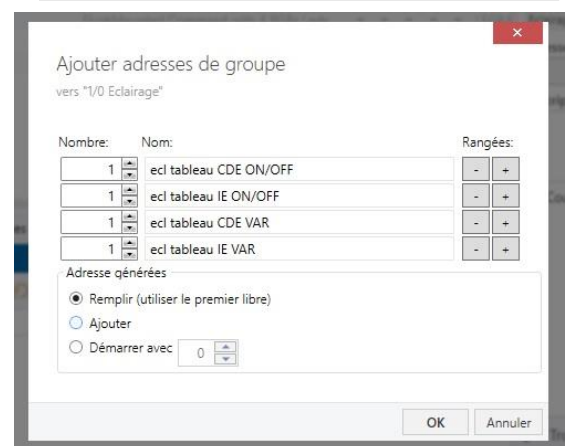 Ajouter adresses de groupe
vers "1/0 Eclairage"
Nombre: Nom: Rangées:
1 ecl tableau CDE ON/OFF - +
1 ecl tableau IE ON/OFF - +
1 ecl tableau CDE VAR - +
1 ecl tableau IE VAR - +
Adresse générées
Remplir (utiliser le premier libre)
Ajouter
Démarrer avec 0
OK Annuler